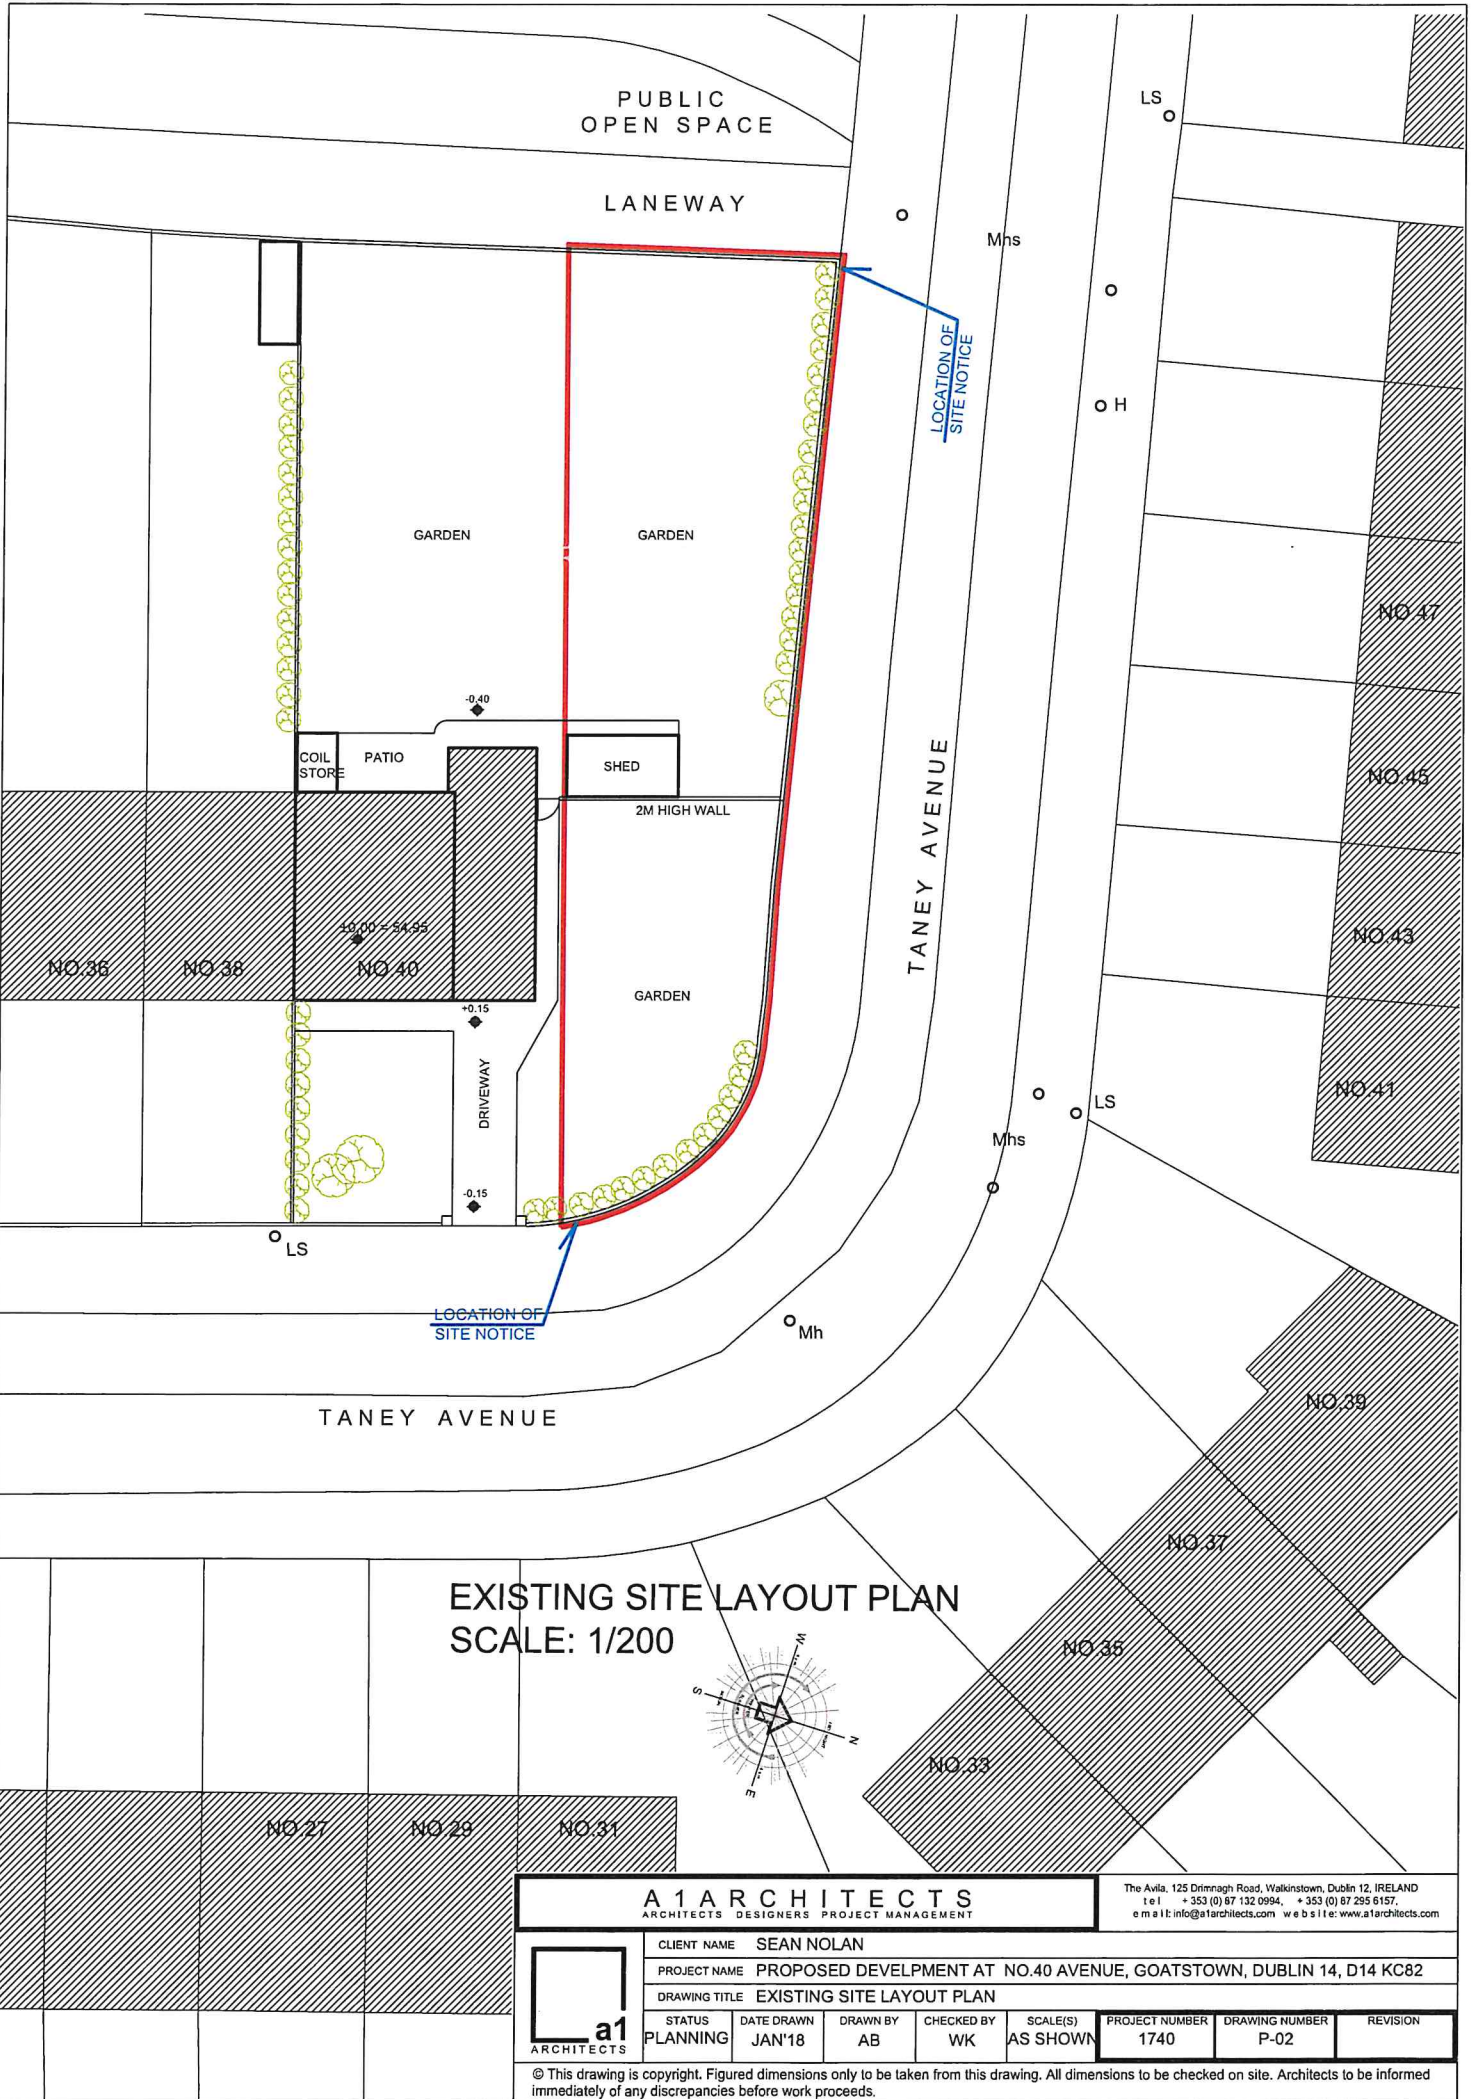 PUBLIC
OPEN SPACE
LS
LANEWAY
Mhs
LOCATION OF
SITE NOTICE
H
GARDEN
GARDEN
NO.47
-0.40
COIL
STORE
PATIO
SHED
TANEY AVENUE
NO.45
2M HIGH WALL
±0.00 = 54.95
NO.36
NO.38
NO.40
NO.43
GARDEN
+0.15
DRIVEWAY
NO.41
LS
Mhs
-0.15
LS
LOCATION OF
SITE NOTICE
Mh
TANEY AVENUE
NO.39
NO.37
EXISTING SITE LAYOUT PLAN
SCALE: 1/200
W
S
N
E
NO.35
NO.33
NO.27
NO.29
NO.31
A1ARCHITECTS
ARCHITECTS DESIGNERS PROJECT MANAGEMENT
The Avila, 125 Drimnagh Road, Walkinstown, Dublin 12, IRELAND
tel +353 (0) 87 132 0994, +353 (0) 87 295 6157,
email: info@a1architects.com website: www.a1architects.com
a1
ARCHITECTS
CLIENT NAME SEAN NOLAN
PROJECT NAME PROPOSED DEVELPMENT AT NO.40 AVENUE, GOATSTOWN, DUBLIN 14, D14 KC82
DRAWING TITLE EXISTING SITE LAYOUT PLAN
STATUS DATE DRAWN DRAWN BY CHECKED BY SCALE(S) PROJECT NUMBER DRAWING NUMBER REVISION
PLANNING JAN'18 AB WK AS SHOWN 1740 P-02
© This drawing is copyright. Figured dimensions only to be taken from this drawing. All dimensions to be checked on site. Architects to be informed
immediately of any discrepancies before work proceeds.